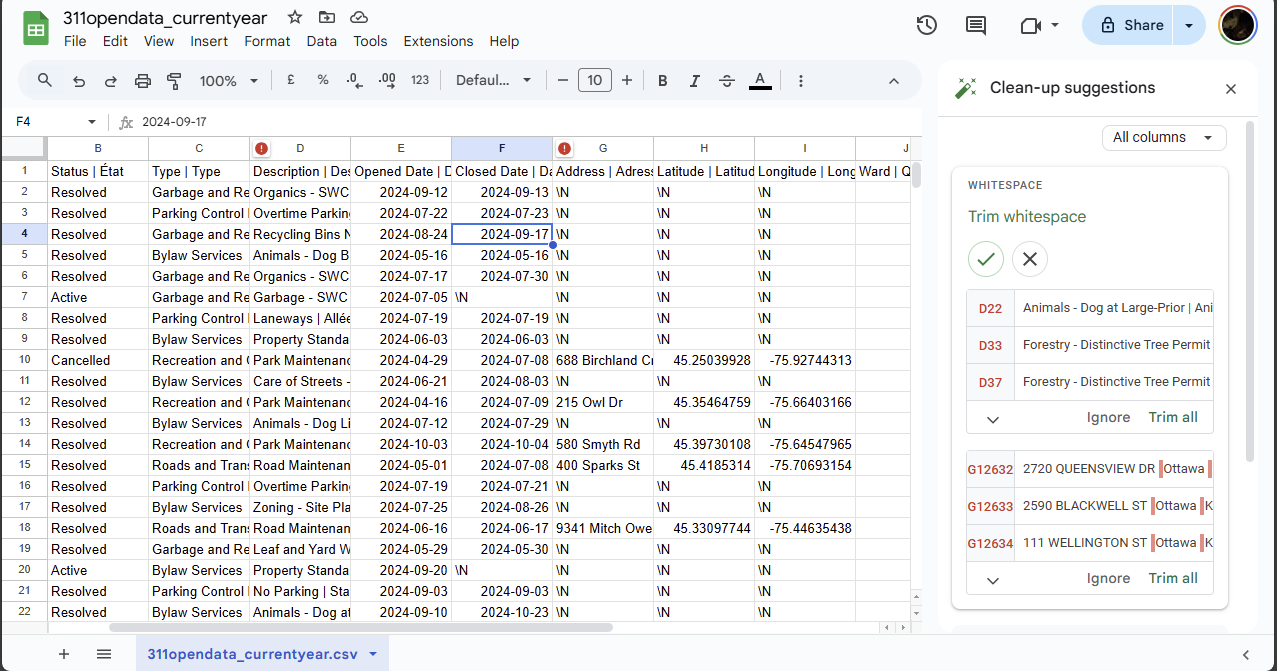 311opendata_currentyear
File Edit View Insert Format Data Tools Extensions Help
Share
100% £ % .0 .00 123 Defaul... 10 B I A
F4 fx 2024-09-17
B C D E F G H I J
1 Status | État Type | Type Description | Des Opened Date | D Closed Date | Da Address | Adress Latitude | Latitud Longitude | Long Ward | Q
2 Resolved Garbage and Re Organics - SWC 2024-09-12 2024-09-13 \N \N \N
3 Resolved Parking Control Overtime Parking 2024-07-22 2024-07-23 \N \N \N
4 Resolved Garbage and Re Recycling Bins N 2024-08-24 2024-09-17 \N \N \N
5 Resolved Bylaw Services Animals - Dog B 2024-05-16 2024-05-16 \N \N \N
6 Resolved Garbage and Re Organics - SWC 2024-07-17 2024-07-30 \N \N \N
7 Active Garbage and Re Garbage - SWC 2024-07-05 \N \N \N \N
8 Resolved Parking Control Laneways | Allée 2024-07-19 2024-07-19 \N \N \N
9 Resolved Bylaw Services Property Standa 2024-06-03 2024-06-03 \N \N \N
10 Cancelled Recreation and C Park Maintenanc 2024-04-29 2024-07-08 688 Birchland Cr 45.25039928 -75.92744313
11 Resolved Bylaw Services Care of Streets - 2024-06-21 2024-08-03 \N \N \N
12 Resolved Recreation and C Park Maintenanc 2024-04-16 2024-07-09 215 Owl Dr 45.35464759 -75.66403166
13 Resolved Bylaw Services Animals - Dog Li 2024-07-12 2024-07-29 \N \N \N
14 Resolved Recreation and C Park Maintenanc 2024-10-03 2024-10-04 580 Smyth Rd 45.39730108 -75.64547965
15 Resolved Roads and Trans Road Maintenan 2024-05-01 2024-07-08 400 Sparks St 45.4185314 -75.70693154
16 Resolved Parking Control Overtime Parking 2024-07-19 2024-07-21 \N \N \N
17 Resolved Bylaw Services Zoning - Site Pla 2024-07-25 2024-08-26 \N \N \N
18 Resolved Roads and Trans Road Maintenan 2024-06-16 2024-06-17 9341 Mitch Owe 45.33097744 -75.44635438
19 Resolved Garbage and Re Leaf and Yard W 2024-05-29 2024-05-30 \N \N \N
20 Active Bylaw Services Property Standa 2024-09-20 \N \N \N \N
21 Resolved Parking Control No Parking | Sta 2024-09-03 2024-09-03 \N \N \N
22 Resolved Bylaw Services Animals - Dog at 2024-09-10 2024-10-23 \N \N \N
311opendata_currentyear.csv
Clean-up suggestions
All columns
WHITESPACE
Trim whitespace
D22 Animals - Dog at Large-Prior | Ani
D33 Forestry - Distinctive Tree Permit
D37 Forestry - Distinctive Tree Permit
Ignore Trim all
G12632 2720 QUEENSVIEW DR Ottawa
G12633 2590 BLACKWELL ST Ottawa K
G12634 111 WELLINGTON ST Ottawa K
Ignore Trim all